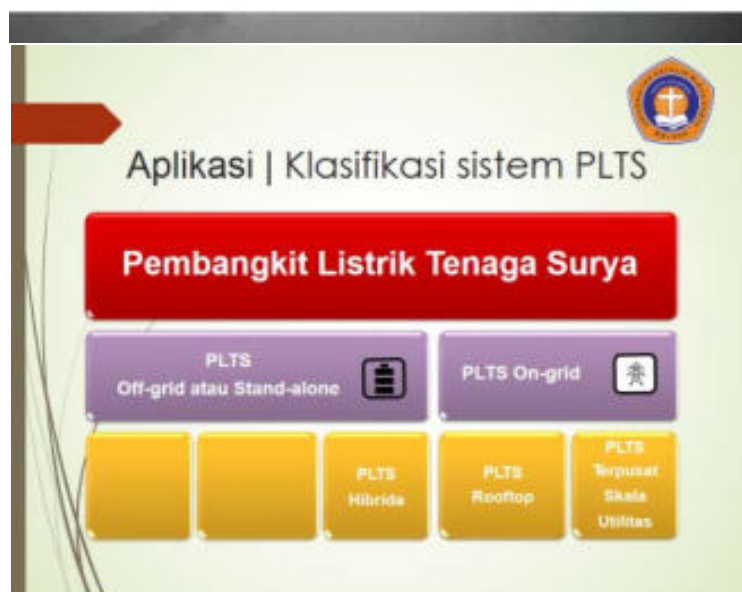 Aplikasi | Klasifikasi sistem PLTS
Pembangkit Listrik Tenaga Surya
PLTS
Off-grid atau Stand-alone
PLTS On-grid
PLTS
Hibrida
PLTS
Rooftop
PLTS
Terpusat
Skala
Utilitas